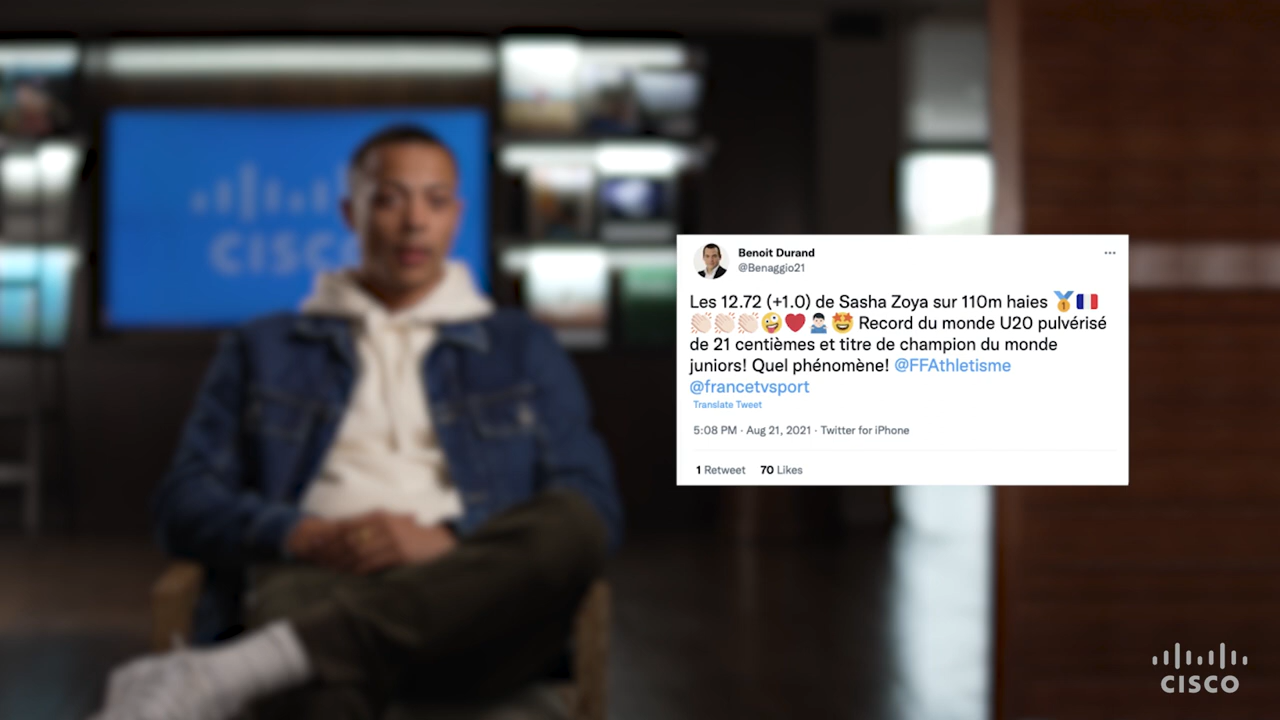 CISCO
Benoit Durand
@Benaggio21
Les 12.72 (+1.0) de Sasha Zoya sur 110m haies 🥇🇫🇷
👏🏻👏🏻👏🏻🤪❤️🤷🏻‍♂️🤩 Record du monde U20 pulvérisé
de 21 centièmes et titre de champion du monde
juniors! Quel phénomène! @FFAthletisme
@francetvsport
Translate Tweet
5:08 PM · Aug 21, 2021 · Twitter for iPhone
1 Retweet 70 Likes
CISCO